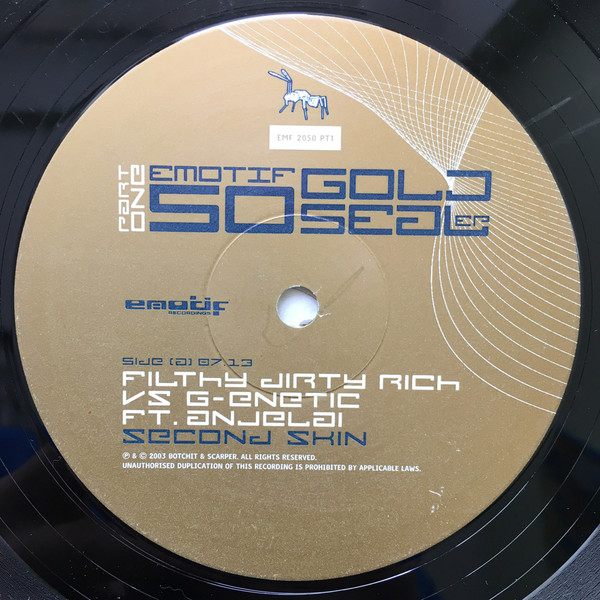 EMF 2050 PT1
PART ONE
EMOTIF 50
GOLD SEAL EP
EMOTIF
RECORDINGS
SIDE (A) 07.13
FILTHY DIRTY RICH
VS G-ENETIC
FT. ANJELAI
SECOND SKIN
℗ & © 2003 BOTCHIT & SCARPER. ALL RIGHTS RESERVED.
UNAUTHORISED DUPLICATION OF THIS RECORDING IS PROHIBITED BY APPLICABLE LAWS.